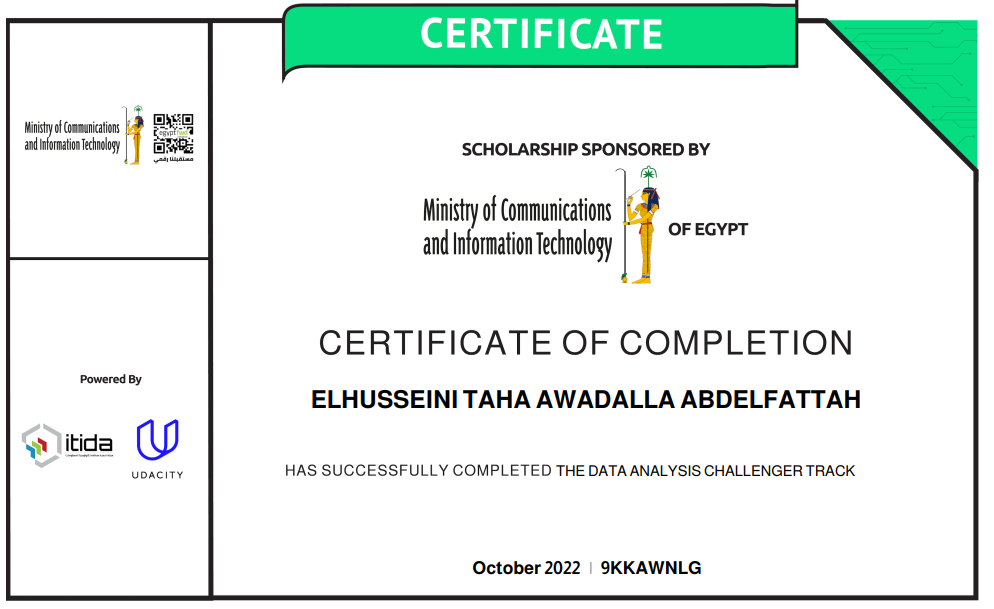 CERTIFICATE
Ministry of Communications
and Information Technology
egyptfwd
مستقبلنا رقمي
SCHOLARSHIP SPONSORED BY
Ministry of Communications
and Information Technology
OF EGYPT
CERTIFICATE OF COMPLETION
ELHUSSEINI TAHA AWADALLA ABDELFATTAH
HAS SUCCESSFULLY COMPLETED THE DATA ANALYSIS CHALLENGER TRACK
October 2022 | 9KKAWNLG
Powered By
itida
UDACITY